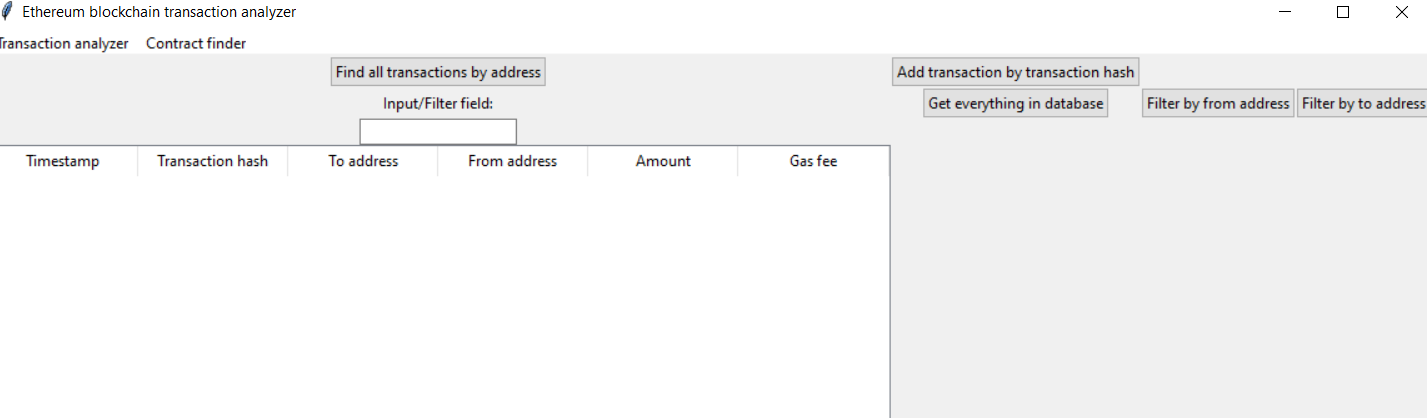 Ethereum blockchain transaction analyzer
Transaction analyzer Contract finder
Find all transactions by address Add transaction by transaction hash
Input/Filter field: Get everything in database Filter by from address Filter by to address
Timestamp Transaction hash To address From address Amount Gas fee